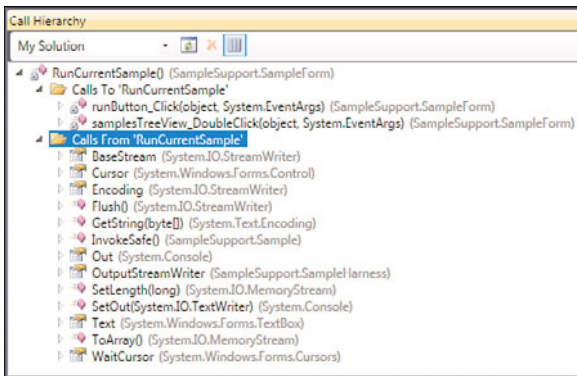 Call Hierarchy
My Solution
RunCurrentSample() (SampleSupport.SampleForm)
Calls To 'RunCurrentSample'
runButton_Click(object, System.EventArgs) (SampleSupport.SampleForm)
samplesTreeView_DoubleClick(object, System.EventArgs) (SampleSupport.SampleForm)
Calls From 'RunCurrentSample'
BaseStream (System.IO.StreamWriter)
Cursor (System.Windows.Forms.Control)
Encoding (System.IO.StreamWriter)
Flush() (System.IO.StreamWriter)
GetString(byte[]) (System.Text.Encoding)
InvokeSafe() (SampleSupport.Sample)
Out (System.Console)
OutputStreamWriter (SampleSupport.SampleHarness)
SetLength(long) (System.IO.MemoryStream)
SetOut(System.IO.TextWriter) (System.Console)
Text (System.Windows.Forms.TextBox)
ToArray() (System.IO.MemoryStream)
WaitCursor (System.Windows.Forms.Cursors)